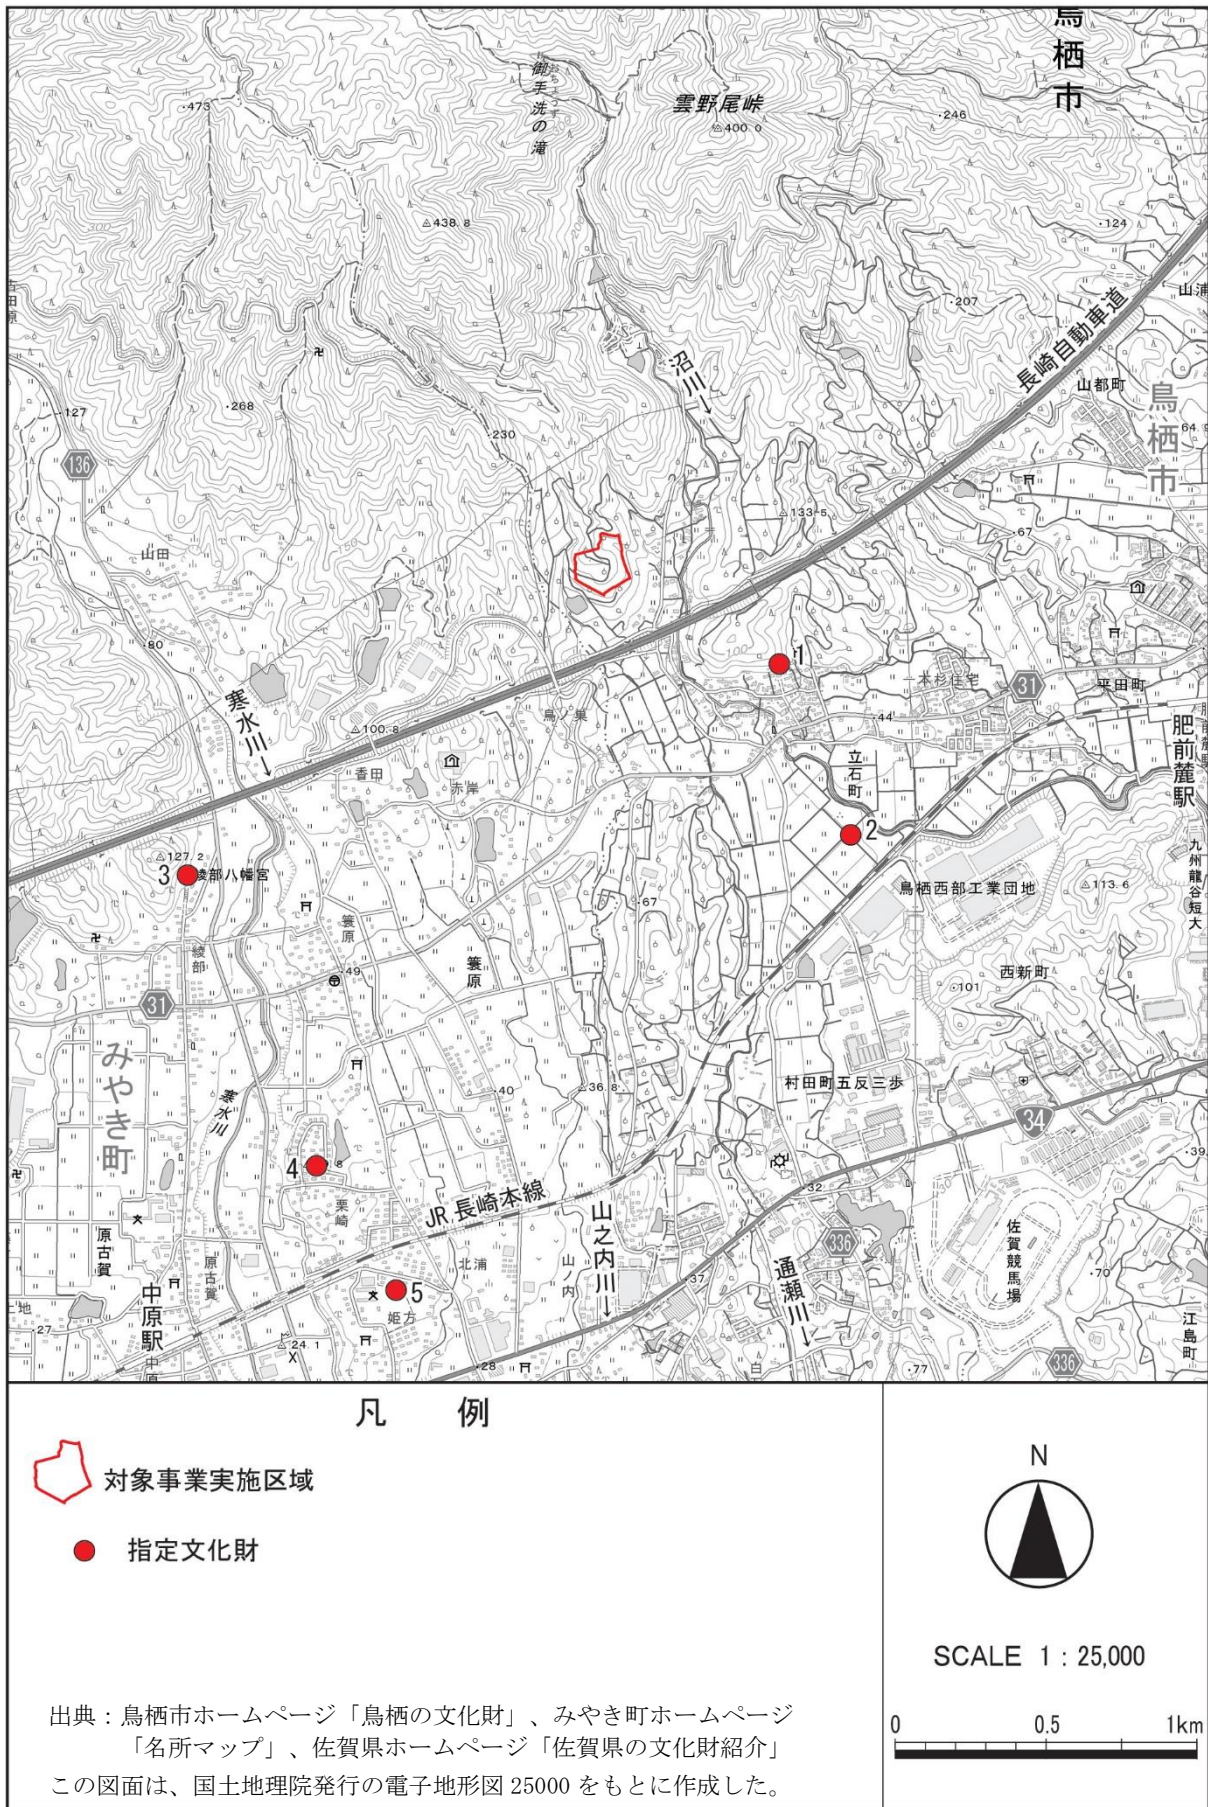 鳥栖市
御手洗の滝
おちょうず
雲野尾峠
△400.0
・246
・473
△438.8
300
200
・124
・207
山浦
長崎自動車道
山都町
鳥栖市
沼川→
・127
・268
・230
136
150
△133.5
・67
山田
・80
1
一本杉住宅
31
平田町
肥前麓駅
寒水川→
△100.8
鳥ノ巣
・44
香田
赤岸
立石町
2
九州龍谷短大
△127.2
3
綾部八幡宮
鳥栖西部工業団地
△113.6
・67
簑原
綾部
・49
簑原
西新町
・101
31
みやき町
寒水川
・40
△36.8
村田町五反三歩
34
4
・39
栗崎
JR長崎本線
・32
原古賀
原古賀
中原駅
北浦
山ノ内
山之内川→
336
佐賀競馬場
・70
通瀬川→
・37
5
姫方
江島町
・27
△24.1
・28
白
・77
336
凡 例
対象事業実施区域
指定文化財
N
SCALE 1：25,000
0 0.5 1km
出典：鳥栖市ホームページ「鳥栖の文化財」、みやき町ホームページ
「名所マップ」、佐賀県ホームページ「佐賀県の文化財紹介」
この図面は、国土地理院発行の電子地形図 25000 をもとに作成した。